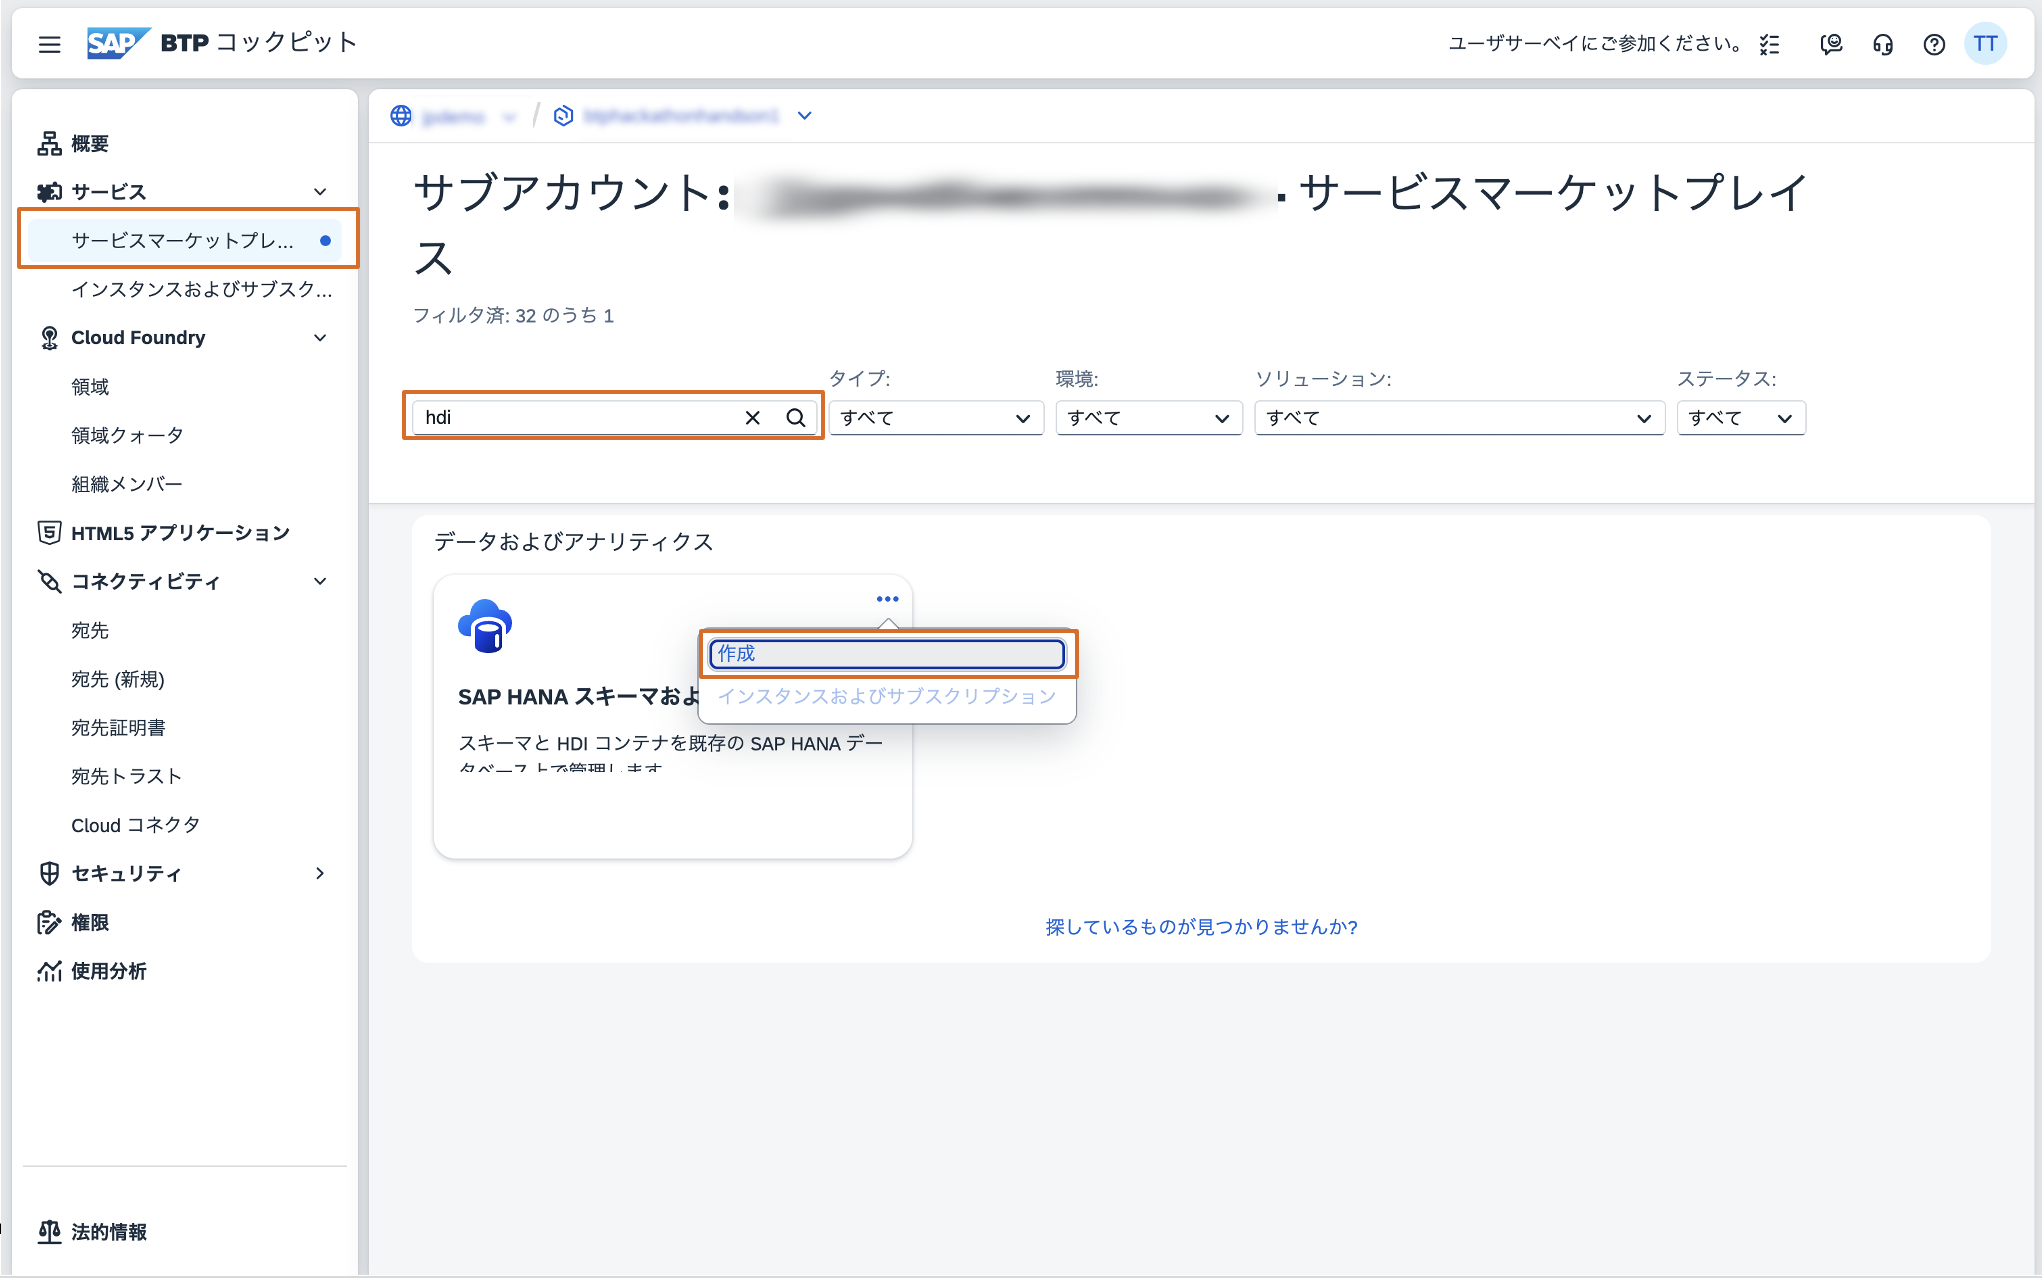 SAP BTP コックピット
ユーザサーベイにご参加ください。
TT
概要
サービス
サービスマーケットプレ...
インスタンスおよびサブスク...
Cloud Foundry
領域
領域クォータ
組織メンバー
HTML5 アプリケーション
コネクティビティ
宛先
宛先 (新規)
宛先証明書
宛先トラスト
Cloud コネクタ
セキュリティ
権限
使用分析
法的情報
/
サブアカウント: - サービスマーケットプレイ
ス
フィルタ済: 32 のうち 1
タイプ: 環境: ソリューション: ステータス:
hdi すべて すべて すべて すべて
データおよびアナリティクス
作成
インスタンスおよびサブスクリプション
SAP HANA スキーマおよ
スキーマと HDI コンテナを既存の SAP HANA デー
タベース上で管理します
探しているものが見つかりませんか?